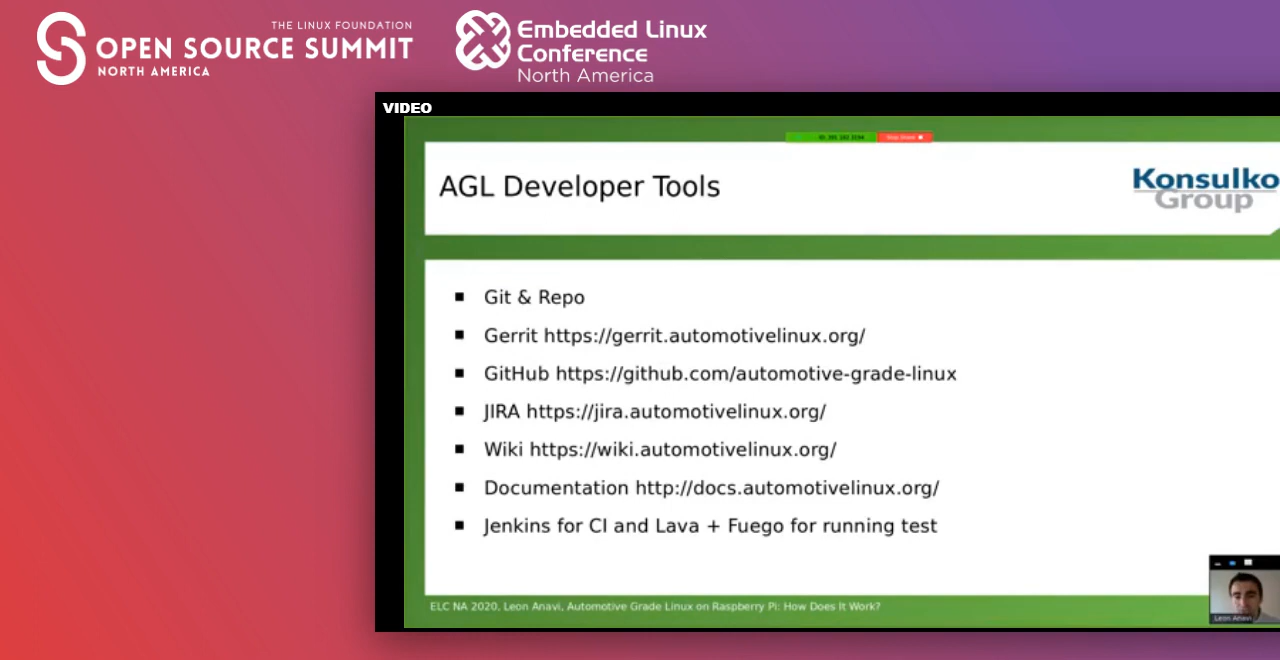 THE LINUX FOUNDATION
OPEN SOURCE SUMMIT
NORTH AMERICA
Embedded Linux
Conference
North America
VIDEO
AGL Developer Tools
Konsulko
Group
Git & Repo
Gerrit https://gerrit.automotivelinux.org/
GitHub https://github.com/automotive-grade-linux
JIRA https://jira.automotivelinux.org/
Wiki https://wiki.automotivelinux.org/
Documentation http://docs.automotivelinux.org/
Jenkins for CI and Lava + Fuego for running test
ELC NA 2020, Leon Anavi, Automotive Grade Linux on Raspberry Pi: How Does It Work?
Leon Anavi